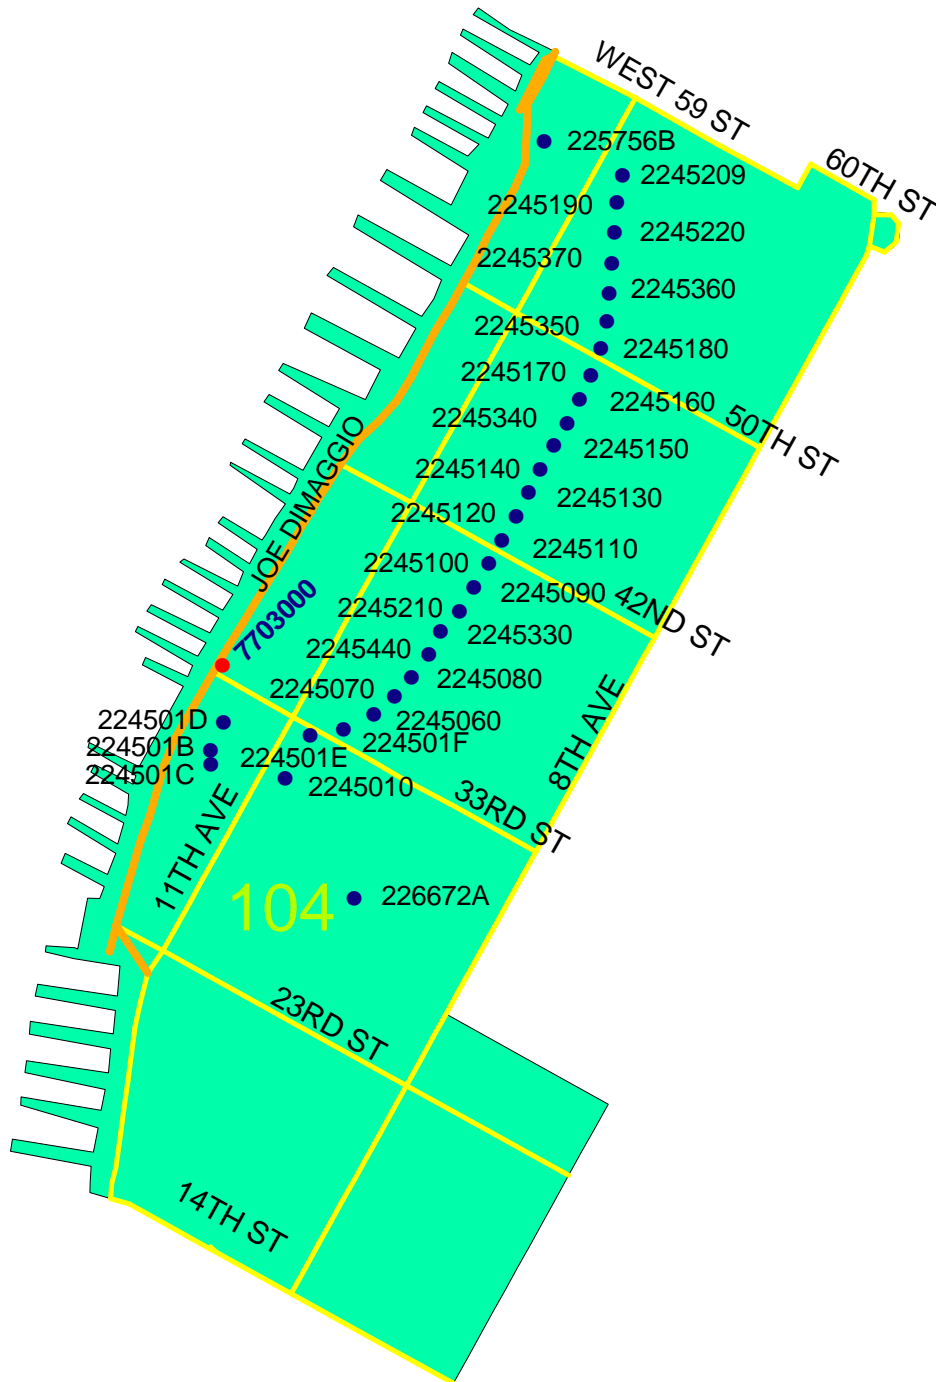 WEST 59 ST
60TH ST
225756B
2245209
2245190
2245220
2245370
2245360
2245350
2245180
2245170
2245160
2245340
50TH ST
2245150
2245140
2245130
2245120
2245110
JOE DIMAGGIO
2245100
2245090
42ND ST
7703000
2245210
2245330
2245440
2245080
2245070
8TH AVE
224501D
2245060
224501B
224501F
224501E
224501C
2245010
33RD ST
11TH AVE
104
226672A
23RD ST
14TH ST